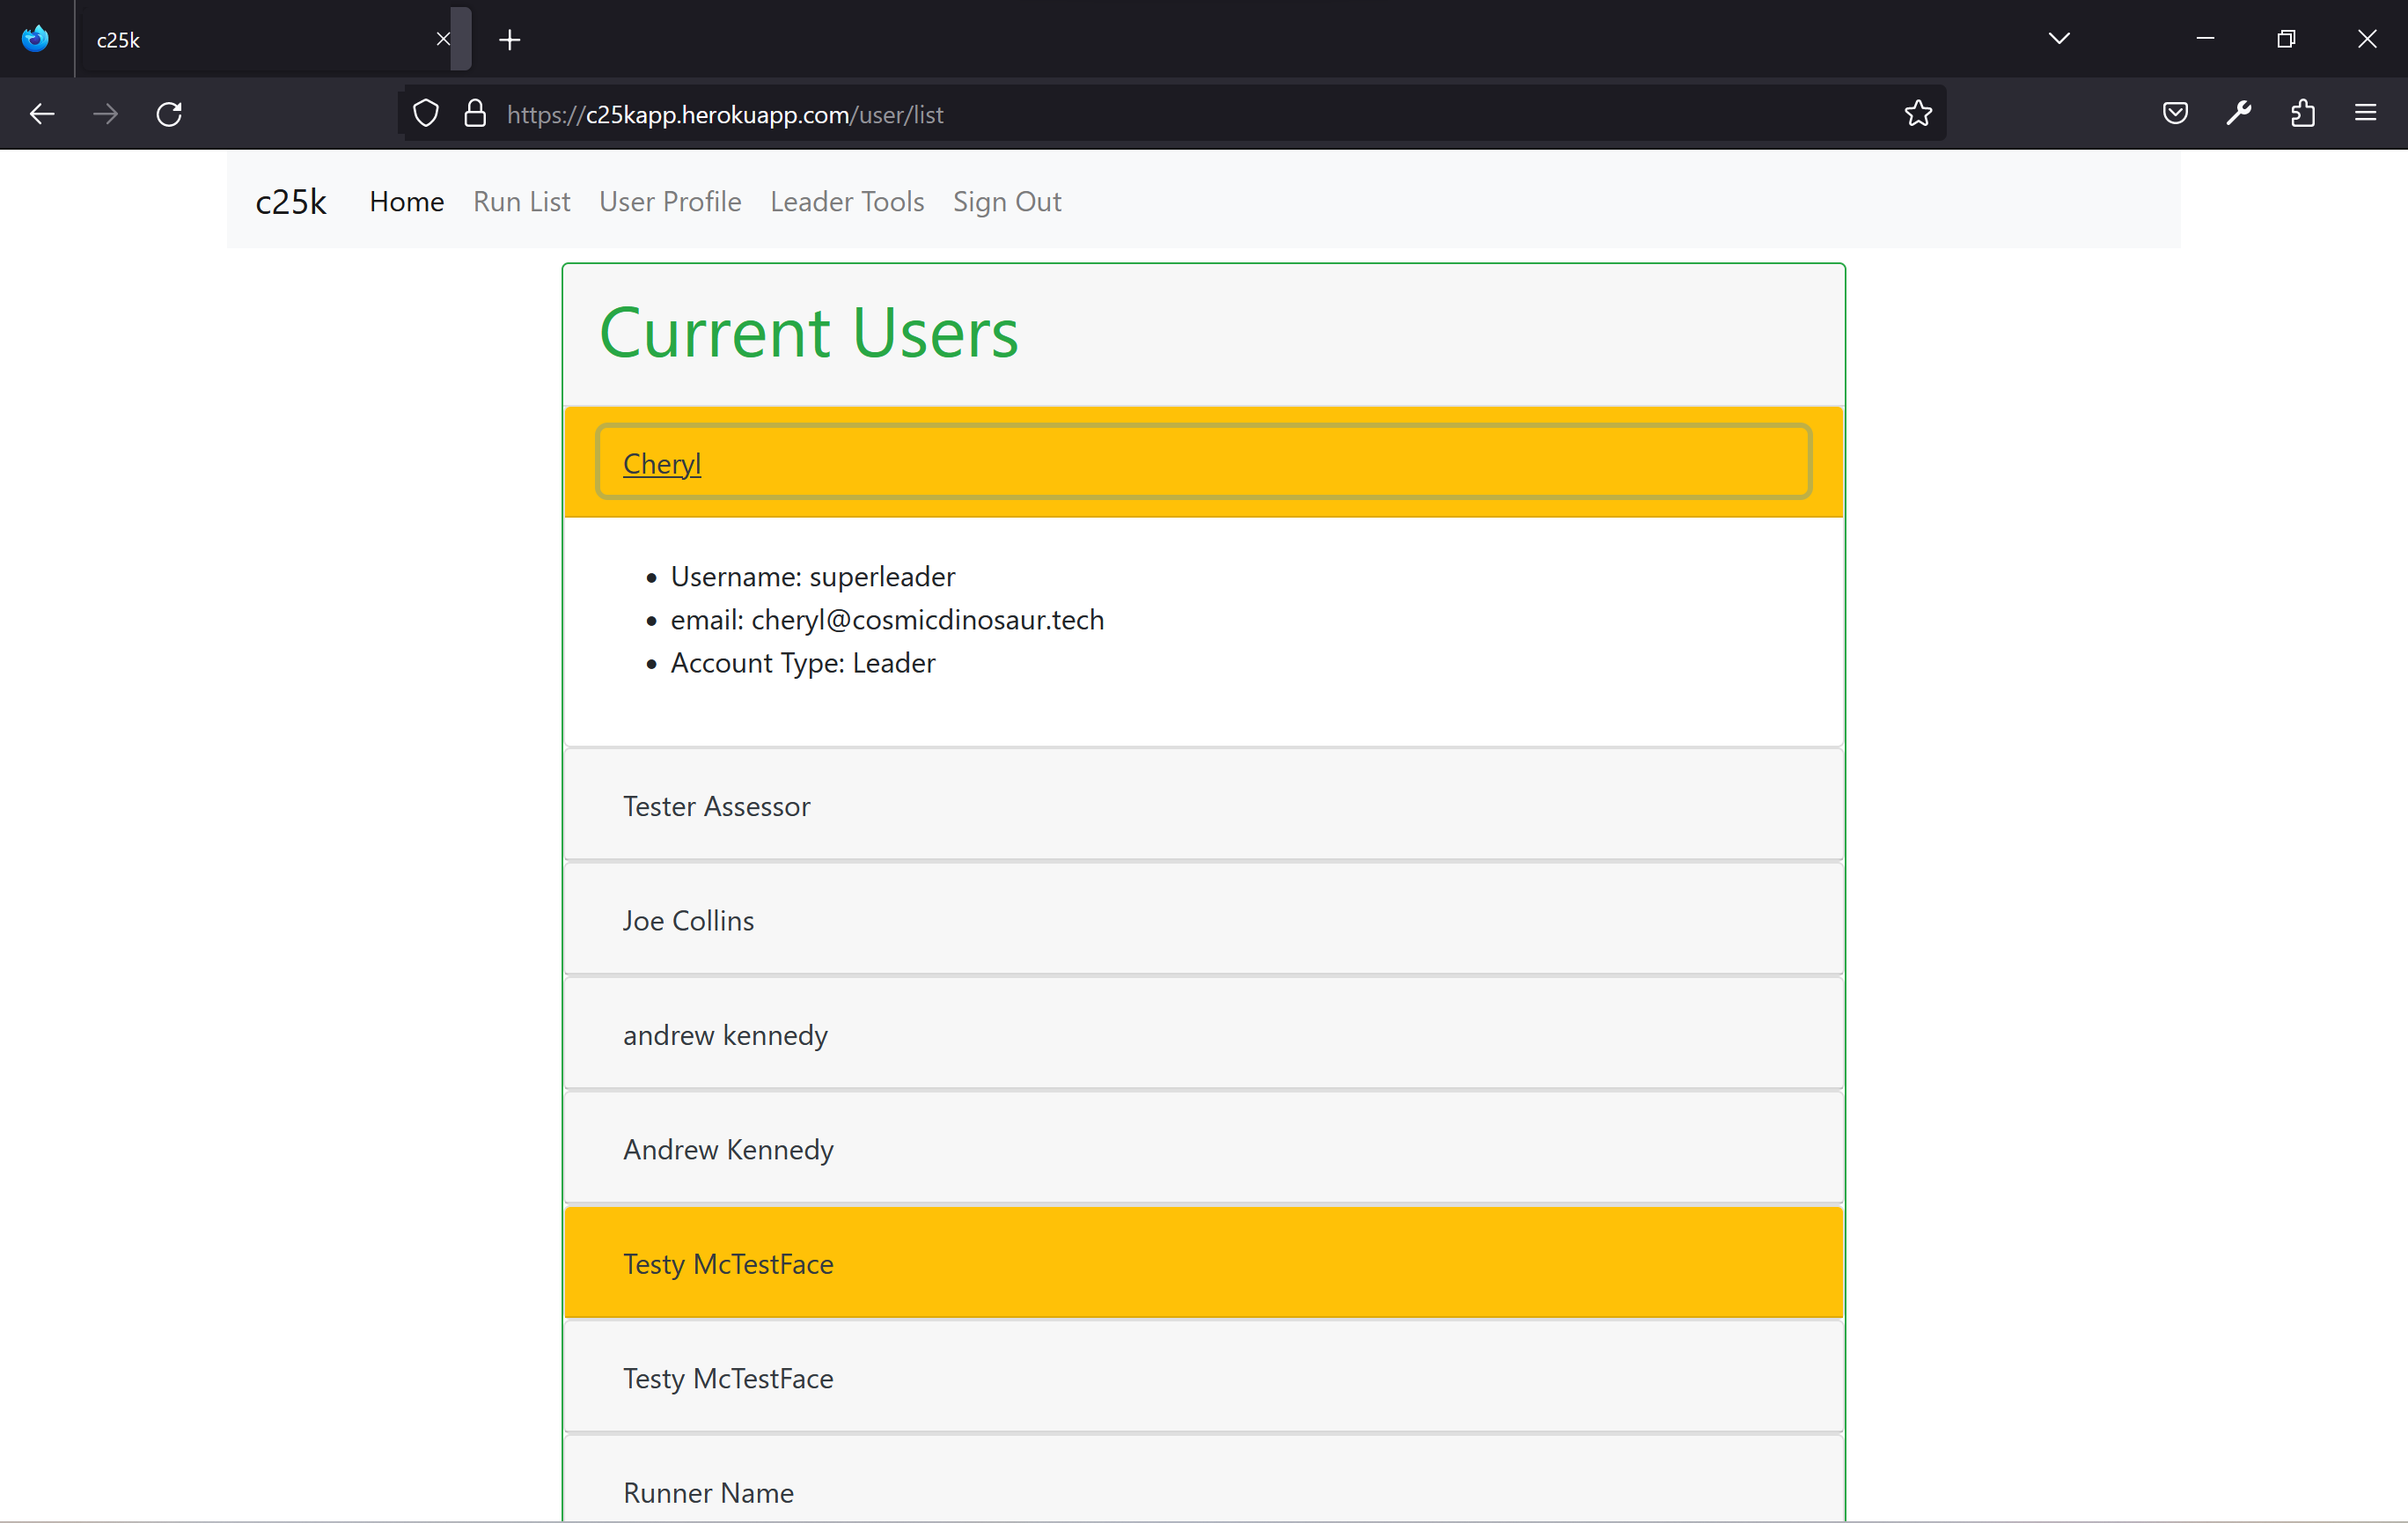 c25k
https://c25kapp.herokuapp.com/user/list
c25k Home Run List User Profile Leader Tools Sign Out
Current Users
Cheryl
Username: superleader
email: cheryl@cosmicdinosaur.tech
Account Type: Leader
Tester Assessor
Joe Collins
andrew kennedy
Andrew Kennedy
Testy McTestFace
Testy McTestFace
Runner Name